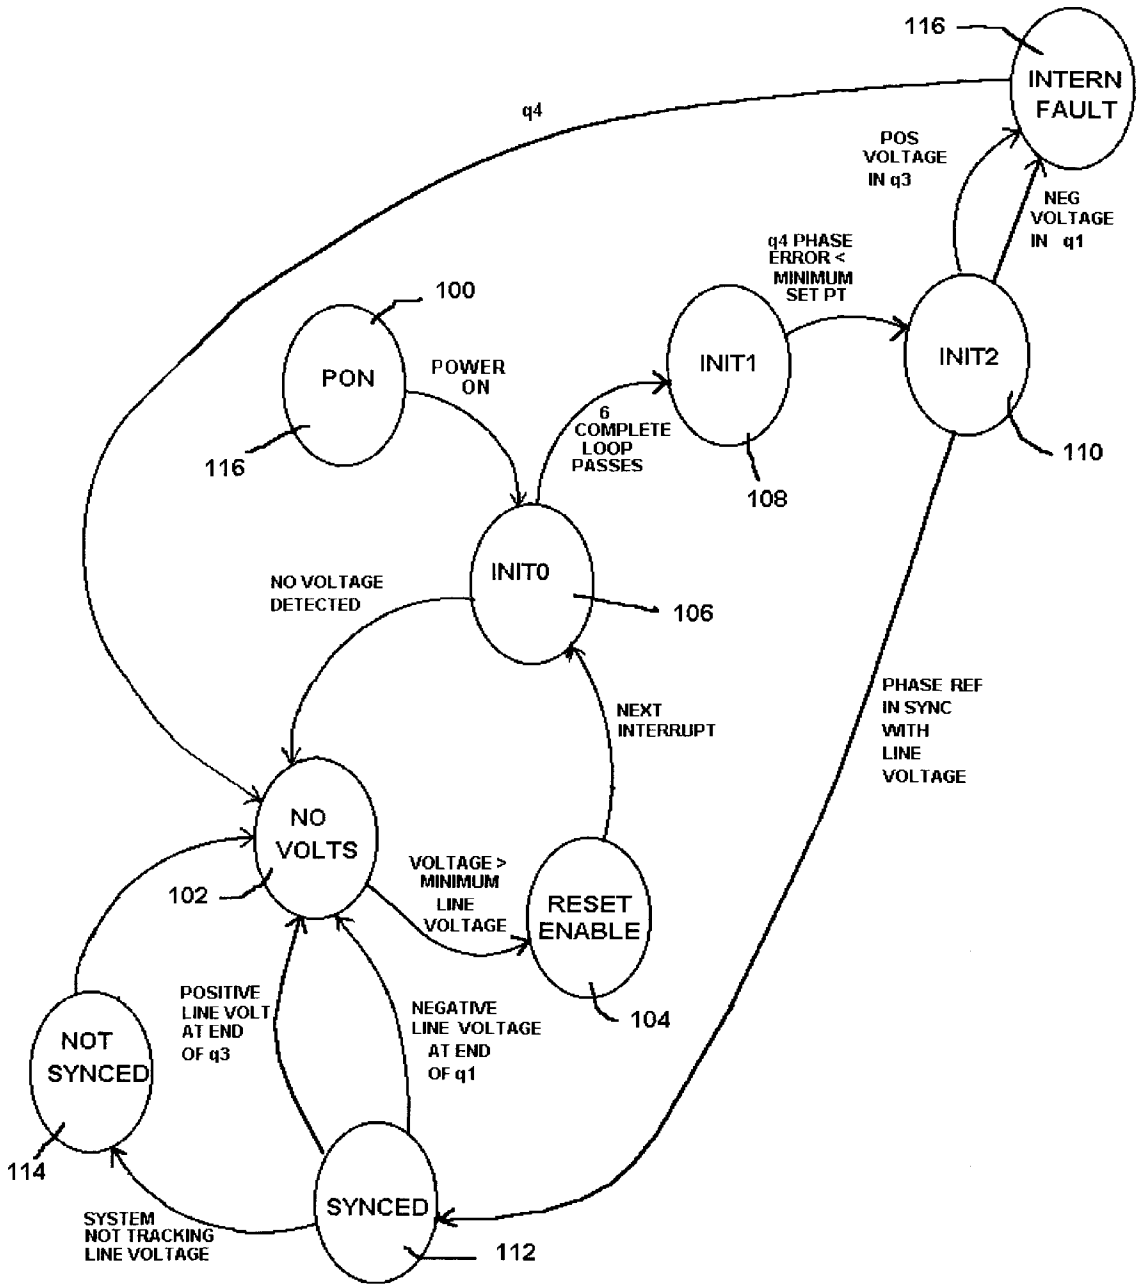 116
INTERN
FAULT
q4
POS
VOLTAGE
IN q3
NEG
VOLTAGE
IN q1
q4 PHASE
ERROR <
MINIMUM
SET PT
100
PON
116
POWER
ON
INIT1
108
INIT2
110
6
COMPLETE
LOOP
PASSES
INIT0
106
NO VOLTAGE
DETECTED
NEXT
INTERRUPT
PHASE REF
IN SYNC
WITH
LINE
VOLTAGE
NO
VOLTS
102
VOLTAGE >
MINIMUM
LINE
VOLTAGE
RESET
ENABLE
104
POSITIVE
LINE VOLT
AT END
OF q3
NEGATIVE
LINE VOLTAGE
AT END
OF q1
NOT
SYNCED
114
SYNCED
112
SYSTEM
NOT TRACKING
LINE VOLTAGE